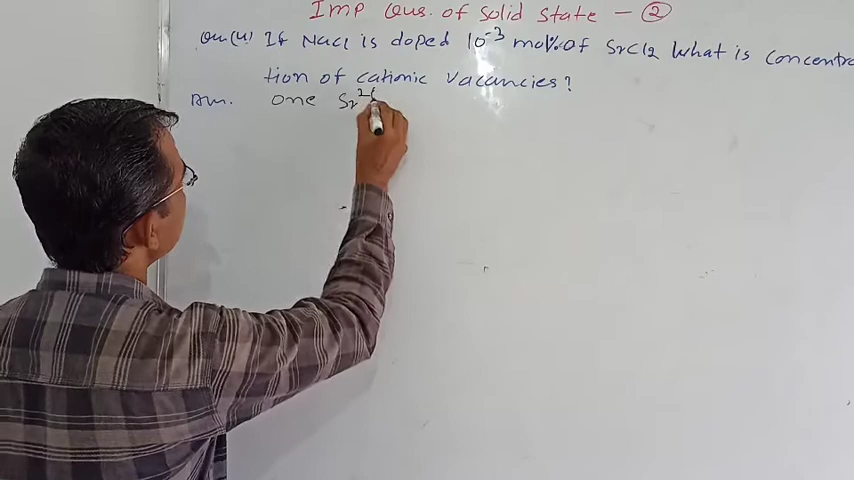 Imp Ques. of Solid State - 2
Qu.(4) If NaCl is doped 10⁻³ mol% of SrCl2 What is concentra
tion of cationic vacancies?
An. one Sr²⁺